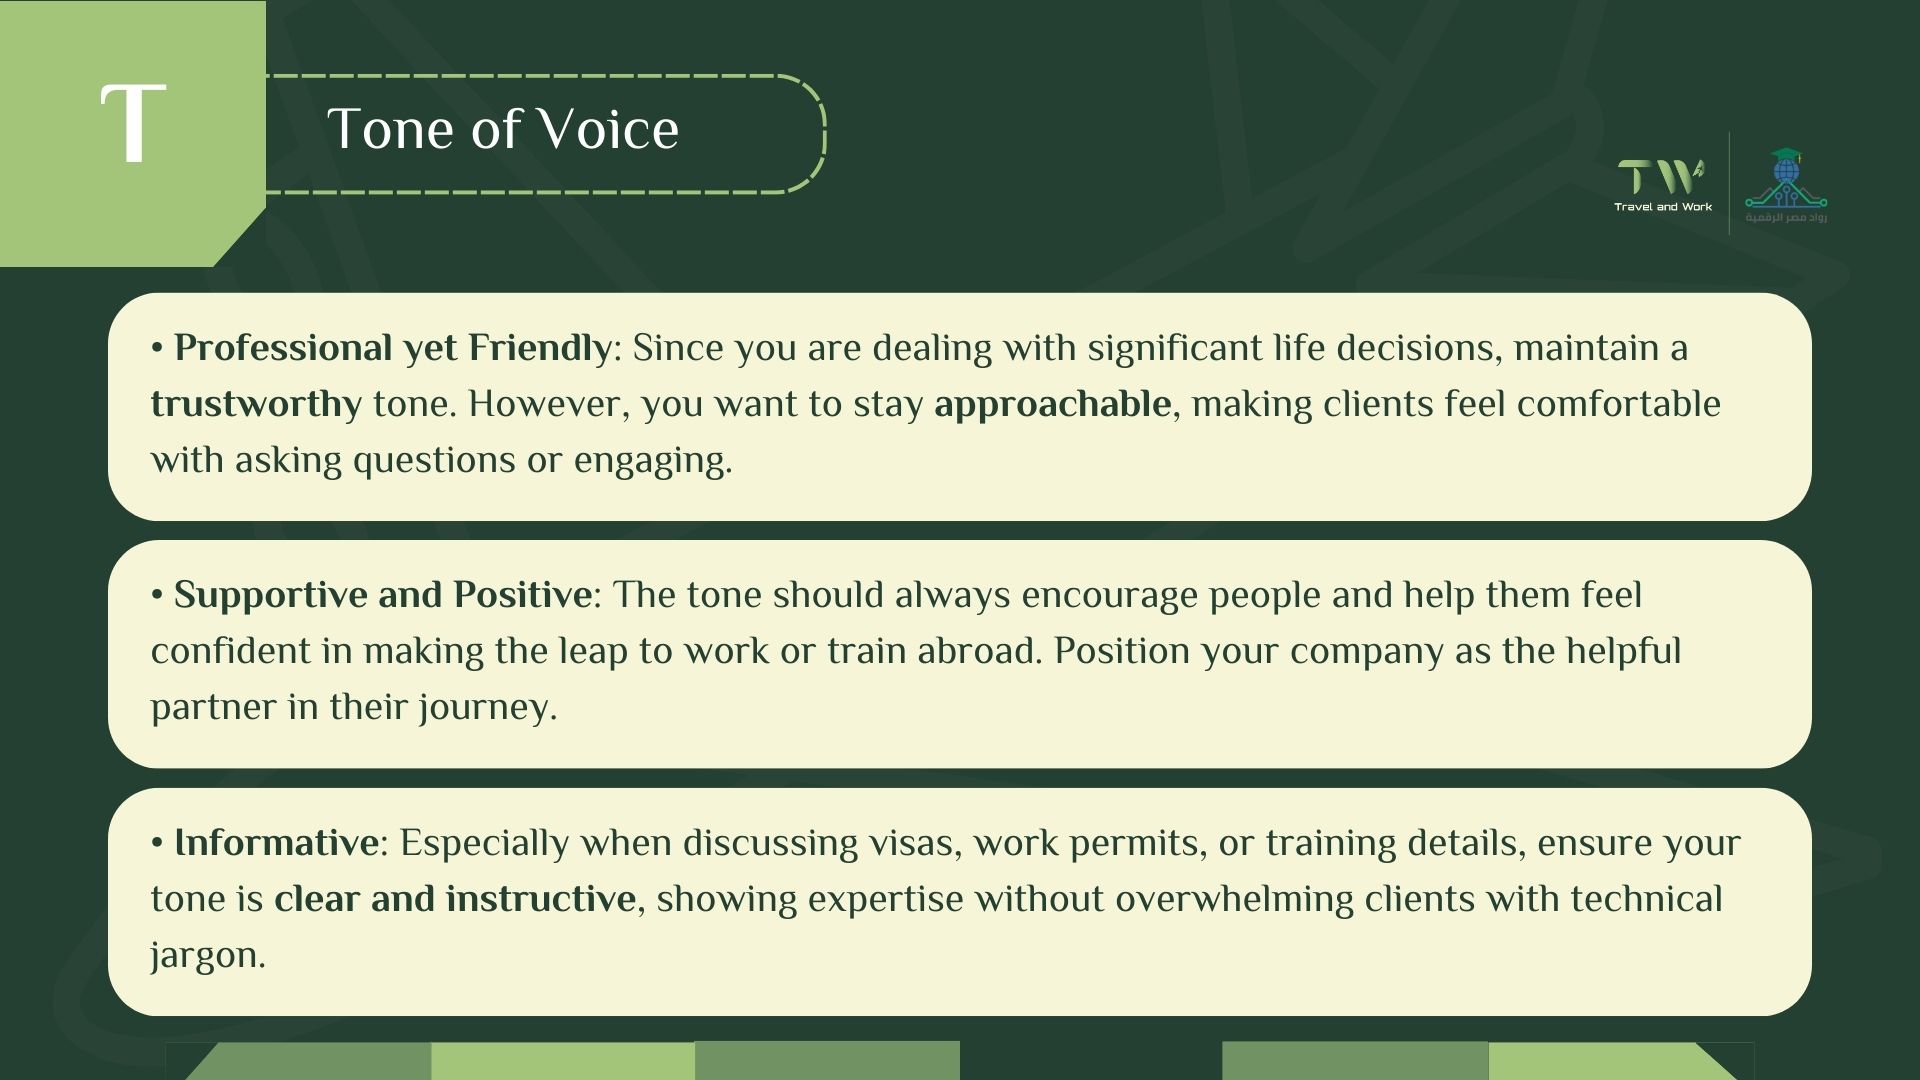 T
Tone of Voice
TW
Travel and Work
رواد مصر الرقمية
• Professional yet Friendly: Since you are dealing with significant life decisions, maintain a
trustworthy tone. However, you want to stay approachable, making clients feel comfortable
with asking questions or engaging.
• Supportive and Positive: The tone should always encourage people and help them feel
confident in making the leap to work or train abroad. Position your company as the helpful
partner in their journey.
• Informative: Especially when discussing visas, work permits, or training details, ensure your
tone is clear and instructive, showing expertise without overwhelming clients with technical
jargon.